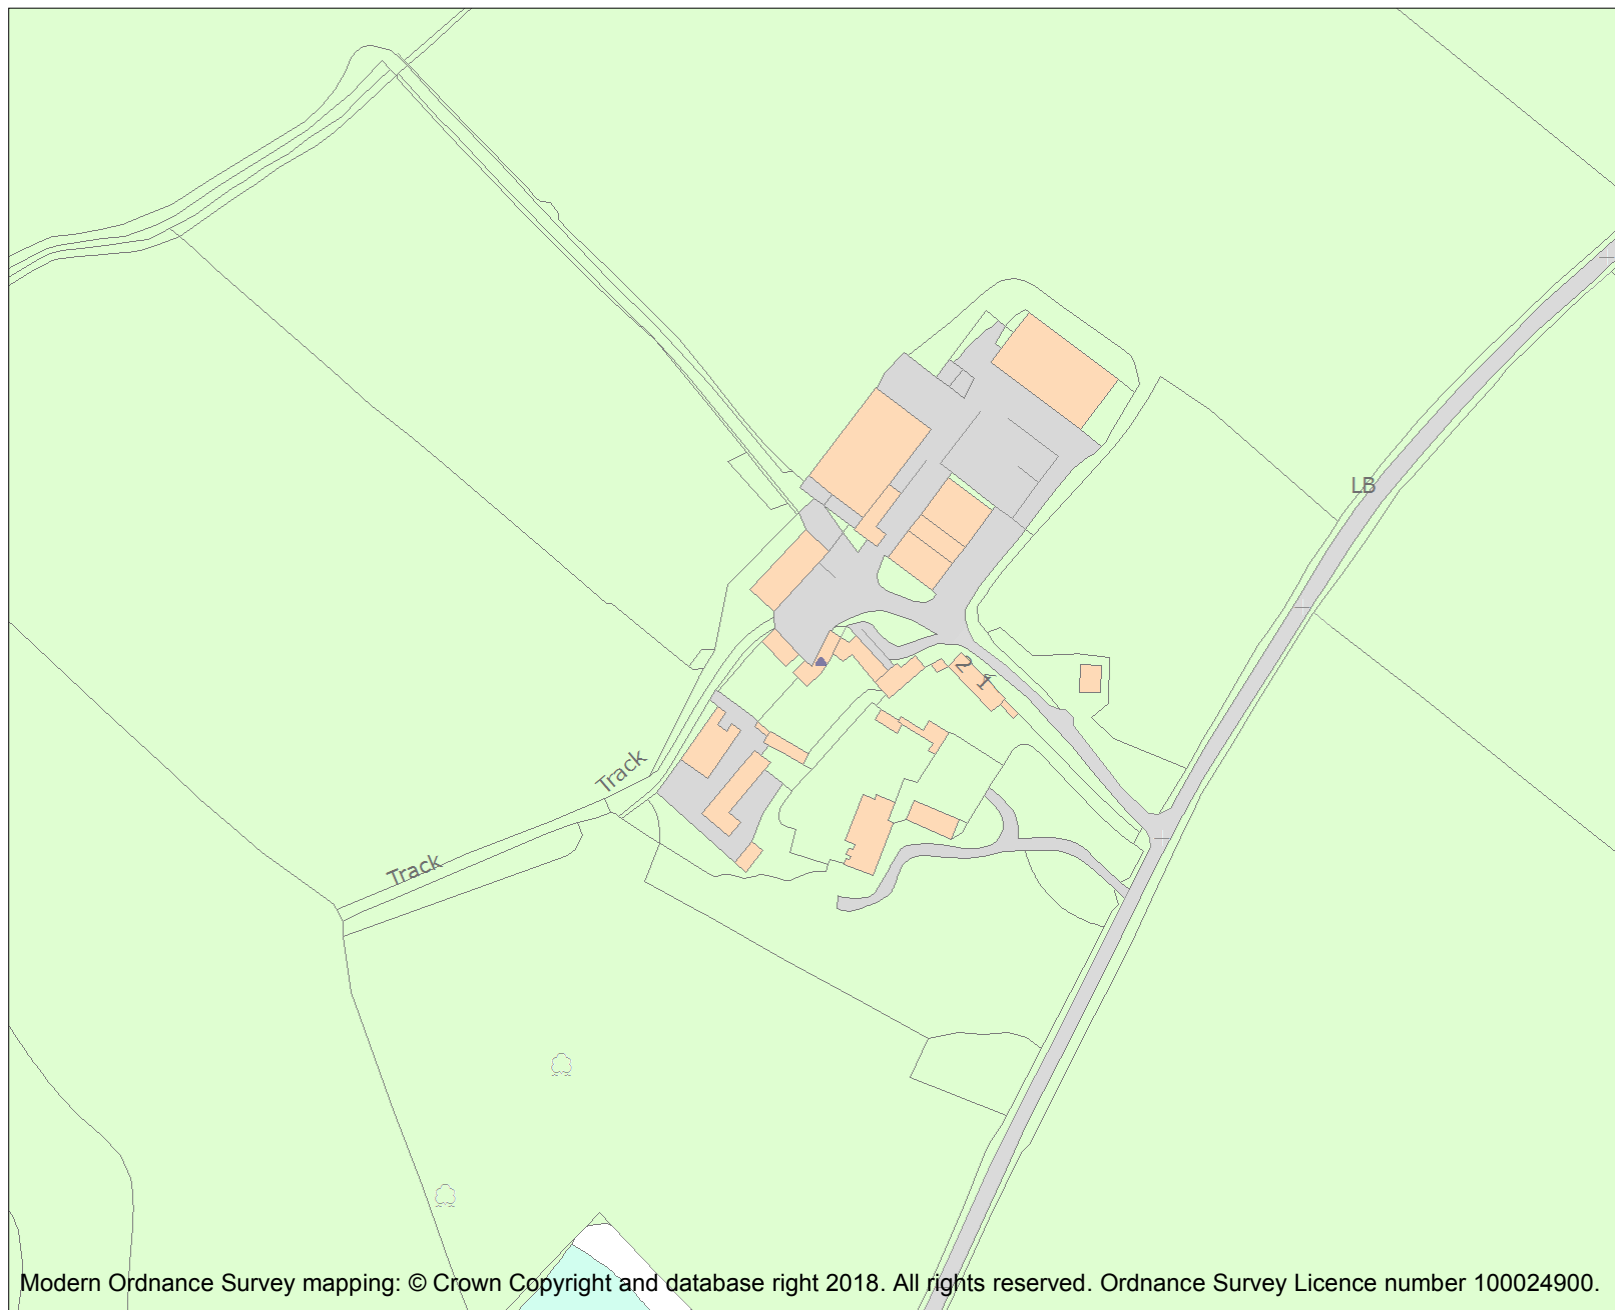 LB
2
1
Track
Track
Modern Ordnance Survey mapping: © Crown Copyright and database right 2018. All rights reserved. Ordnance Survey Licence number 100024900.